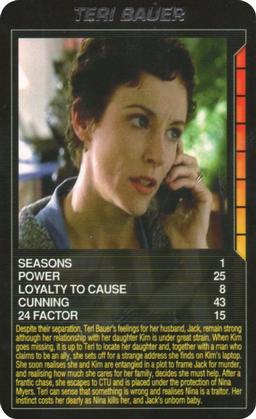 TERI BAUER
SEASONS 1
POWER 25
LOYALTY TO CAUSE 8
CUNNING 43
24 FACTOR 15
Despite their separation, Teri Bauer's feelings for her husband, Jack, remain strong
although her relationship with her daughter Kim is under great strain. When Kim
goes missing, it is up to Teri to locate her daughter and, together with a man who
claims to be an ally, she sets off for a strange address she finds on Kim's laptop.
She soon realises she and Kim are entangled in a plot to frame Jack for murder,
and realising how much she cares for her family, decides she must help. After a
frantic chase, she escapes to CTU and is placed under the protection of Nina
Myers. Teri can sense that something is wrong and realises Nina is a traitor. Her
instinct costs her dearly as Nina kills her, and Jack's unborn baby.